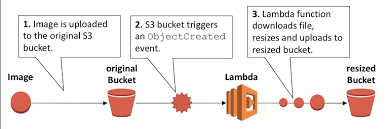 1. Image is uploaded
to the original S3
bucket.
2. S3 bucket triggers
an ObjectCreated
event.
3. Lambda function
downloads file,
resizes and uploads to
resized bucket.
Image
original
Bucket
Lambda
resized
Bucket